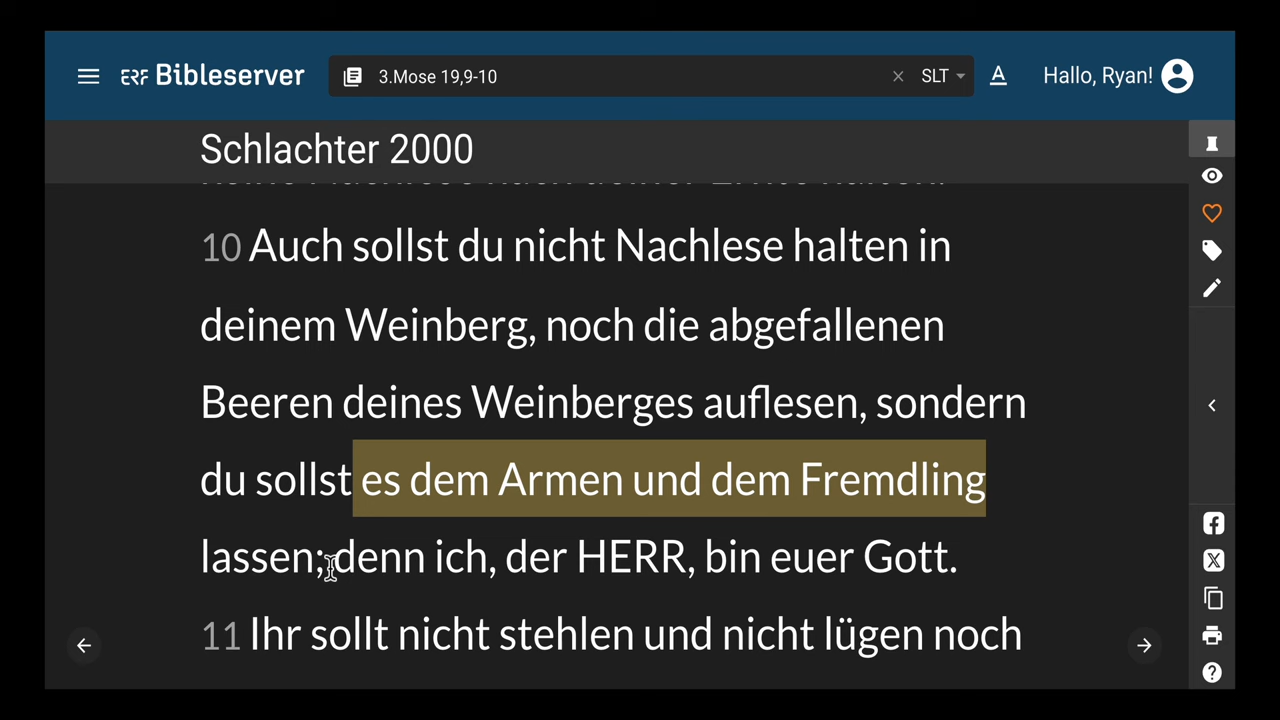 ERF Bibleserver
3.Mose 19,9-10
SLT
A
Hallo, Ryan!
Schlachter 2000
10 Auch sollst du nicht Nachlese halten in
deinem Weinberg, noch die abgefallenen
Beeren deines Weinberges auflesen, sondern
du sollst es dem Armen und dem Fremdling
lassen; denn ich, der HERR, bin euer Gott.
11 Ihr sollt nicht stehlen und nicht lügen noch